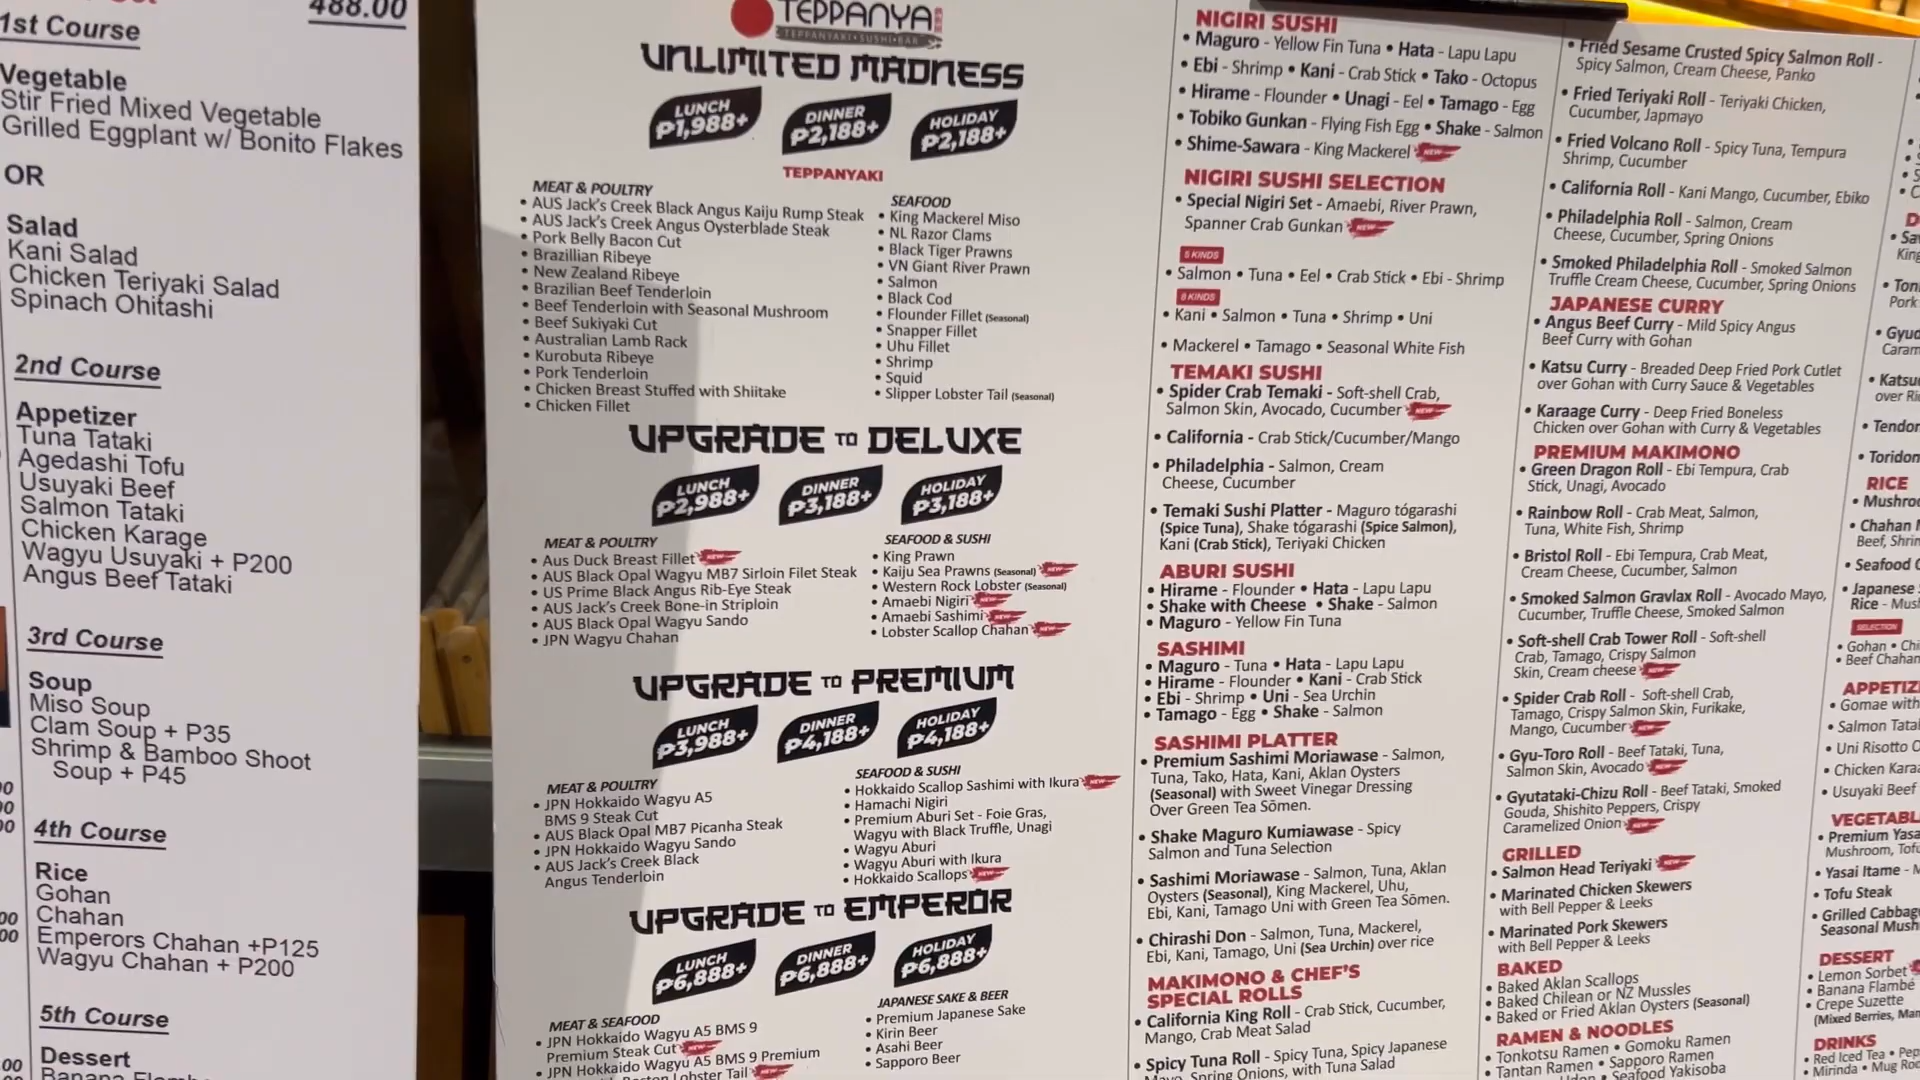 488.00
1st Course
Vegetable
Stir Fried Mixed Vegetable
Grilled Eggplant w/ Bonito Flakes
OR
Salad
Kani Salad
Chicken Teriyaki Salad
Spinach Ohitashi
2nd Course
Appetizer
Tuna Tataki
Agedashi Tofu
Usuyaki Beef
Salmon Tataki
Chicken Karage
Wagyu Usuyaki + P200
Angus Beef Tataki
3rd Course
Soup
Miso Soup
Clam Soup + P35
Shrimp & Bamboo Shoot
Soup + P45
4th Course
Rice
Gohan
Chahan
Emperors Chahan +P125
Wagyu Chahan + P200
5th Course
Dessert
TEPPANYA
TEPPANYAKI • SUSHI • BAR
UNLIMITED MADNESS
LUNCH
₱1,988+
DINNER
₱2,188+
HOLIDAY
₱2,188+
TEPPANYAKI
MEAT & POULTRY
• AUS Jack's Creek Black Angus Kaiju Rump Steak
• AUS Jack's Creek Angus Oysterblade Steak
• Pork Belly Bacon Cut
• Brazillian Ribeye
• New Zealand Ribeye
• Brazilian Beef Tenderloin
• Beef Tenderloin with Seasonal Mushroom
• Beef Sukiyaki Cut
• Australian Lamb Rack
• Kurobuta Ribeye
• Pork Tenderloin
• Chicken Breast Stuffed with Shiitake
• Chicken Fillet
SEAFOOD
• King Mackerel Miso
• NL Razor Clams
• Black Tiger Prawns
• VN Giant River Prawn
• Salmon
• Black Cod
• Flounder Fillet (Seasonal)
• Snapper Fillet
• Uhu Fillet
• Shrimp
• Squid
• Slipper Lobster Tail (Seasonal)
UPGRADE TO DELUXE
LUNCH
₱2,988+
DINNER
₱3,188+
HOLIDAY
₱3,188+
MEAT & POULTRY
• Aus Duck Breast Fillet NEW
• AUS Black Opal Wagyu MB7 Sirloin Filet Steak
• US Prime Black Angus Rib-Eye Steak
• AUS Jack's Creek Bone-in Striploin
• AUS Black Opal Wagyu Sando
• JPN Wagyu Chahan
SEAFOOD & SUSHI
• King Prawn
• Kaiju Sea Prawns (Seasonal) NEW
• Western Rock Lobster (Seasonal)
• Amaebi Nigiri NEW
• Amaebi Sashimi NEW
• Lobster Scallop Chahan NEW
UPGRADE TO PREMIUM
LUNCH
₱3,988+
DINNER
₱4,188+
HOLIDAY
₱4,188+
MEAT & POULTRY
• JPN Hokkaido Wagyu A5
BMS 9 Steak Cut
• AUS Black Opal MB7 Picanha Steak
• JPN Hokkaido Wagyu Sando
• AUS Jack's Creek Black
Angus Tenderloin
SEAFOOD & SUSHI
• Hokkaido Scallop Sashimi with Ikura NEW
• Hamachi Nigiri
• Premium Aburi Set - Foie Gras,
Wagyu with Black Truffle, Unagi
• Wagyu Aburi
• Wagyu Aburi with Ikura
• Hokkaido Scallops NEW
UPGRADE TO EMPEROR
LUNCH
₱6,888+
DINNER
₱6,888+
HOLIDAY
₱6,888+
MEAT & SEAFOOD
• JPN Hokkaido Wagyu A5 BMS 9
Premium Steak Cut NEW
• JPN Hokkaido Wagyu A5 BMS 9 Premium
Lobster Tail NEW
JAPANESE SAKE & BEER
• Premium Japanese Sake
• Kirin Beer
• Asahi Beer
• Sapporo Beer
NIGIRI SUSHI
• Maguro - Yellow Fin Tuna • Hata - Lapu Lapu
• Ebi - Shrimp • Kani - Crab Stick • Tako - Octopus
• Hirame - Flounder • Unagi - Eel • Tamago - Egg
• Tobiko Gunkan - Flying Fish Egg • Shake - Salmon
• Shime-Sawara - King Mackerel NEW
NIGIRI SUSHI SELECTION
• Special Nigiri Set - Amaebi, River Prawn,
Spanner Crab Gunkan NEW
5 KINDS
• Salmon • Tuna • Eel • Crab Stick • Ebi - Shrimp
8 KINDS
• Kani • Salmon • Tuna • Shrimp • Uni
• Mackerel • Tamago • Seasonal White Fish
TEMAKI SUSHI
• Spider Crab Temaki - Soft-shell Crab,
Salmon Skin, Avocado, Cucumber NEW
• California - Crab Stick/Cucumber/Mango
• Philadelphia - Salmon, Cream
Cheese, Cucumber
• Temaki Sushi Platter - Maguro tógarashi
(Spice Tuna), Shake tógarashi (Spice Salmon),
Kani (Crab Stick), Teriyaki Chicken
ABURI SUSHI
• Hirame - Flounder • Hata - Lapu Lapu
• Shake with Cheese • Shake - Salmon
• Maguro - Yellow Fin Tuna
SASHIMI
• Maguro - Tuna • Hata - Lapu Lapu
• Hirame - Flounder • Kani - Crab Stick
• Ebi - Shrimp • Uni - Sea Urchin
• Tamago - Egg • Shake - Salmon
SASHIMI PLATTER
• Premium Sashimi Moriawase - Salmon,
Tuna, Tako, Hata, Kani, Aklan Oysters
(Seasonal) with Sweet Vinegar Dressing
Over Green Tea Sōmen.
• Shake Maguro Kumiawase - Spicy
Salmon and Tuna Selection
• Sashimi Moriawase - Salmon, Tuna, Aklan
Oysters (Seasonal), King Mackerel, Uhu,
Ebi, Kani, Tamago Uni with Green Tea Sōmen.
• Chirashi Don - Salmon, Tuna, Mackerel,
Ebi, Kani, Tamago, Uni (Sea Urchin) over rice
MAKIMONO & CHEF'S
SPECIAL ROLLS
• California King Roll - Crab Stick, Cucumber,
Mango, Crab Meat Salad
• Spicy Tuna Roll - Spicy Tuna, Spicy Japanese
Mayo, Spring Onions, with Tuna Salad
• Fried Sesame Crusted Spicy Salmon Roll -
Spicy Salmon, Cream Cheese, Panko
• Fried Teriyaki Roll - Teriyaki Chicken,
Cucumber, Japmayo
• Fried Volcano Roll - Spicy Tuna, Tempura
Shrimp, Cucumber
• California Roll - Kani Mango, Cucumber, Ebiko
• Philadelphia Roll - Salmon, Cream
Cheese, Cucumber, Spring Onions
• Smoked Philadelphia Roll - Smoked Salmon
Truffle Cream Cheese, Cucumber, Spring Onions
JAPANESE CURRY
• Angus Beef Curry - Mild Spicy Angus
Beef Curry with Gohan
• Katsu Curry - Breaded Deep Fried Pork Cutlet
over Gohan with Curry Sauce & Vegetables
• Karaage Curry - Deep Fried Boneless
Chicken over Gohan with Curry & Vegetables
PREMIUM MAKIMONO
• Green Dragon Roll - Ebi Tempura, Crab
Stick, Unagi, Avocado
• Rainbow Roll - Crab Meat, Salmon,
Tuna, White Fish, Shrimp
• Bristol Roll - Ebi Tempura, Crab Meat,
Cream Cheese, Cucumber, Salmon
• Smoked Salmon Gravlax Roll - Avocado Mayo,
Cucumber, Truffle Cheese, Smoked Salmon
• Soft-shell Crab Tower Roll - Soft-shell
Crab, Tamago, Crispy Salmon
Skin, Cream cheese NEW
• Spider Crab Roll - Soft-shell Crab,
Tamago, Crispy Salmon Skin, Furikake,
Mango, Cucumber NEW
• Gyu-Toro Roll - Beef Tataki, Tuna,
Salmon Skin, Avocado NEW
• Gyutataki-Chizu Roll - Beef Tataki, Smoked
Gouda, Shishito Peppers, Crispy
Caramelized Onion NEW
GRILLED
• Salmon Head Teriyaki NEW
• Marinated Chicken Skewers
with Bell Pepper & Leeks
• Marinated Pork Skewers
with Bell Pepper & Leeks
BAKED
• Baked Aklan Scallops
• Baked Chilean or NZ Mussles
• Baked or Fried Aklan Oysters (Seasonal)
RAMEN & NOODLES
• Tonkotsu Ramen • Gomoku Ramen
• Tantan Ramen • Sapporo Ramen
• Seafood Yakisoba
King
Pork
Caram
over Ri
• Tendon
• Toridon
RICE
• Mushroo
• Chahan
Beef, Shri
• Seafood
• Japanese
Rice - Mush
SELECTION
• Gohan
• Beef Chahan
APPETIZ
• Gomae with
• Salmon Tata
• Uni Risotto
• Chicken Kara
• Usuyaki Beef
VEGETABL
• Premium Yasa
Mushroom, Tofu
• Yasai Itame
• Tofu Steak
• Grilled Cabbag
Seasonal Mush
DESSERT
• Lemon Sorbet
• Banana Flambé
• Crepe Suzette
(Mixed Berries, Man
DRINKS
• Red Iced Tea • Pep
• Mirinda • Mug Roo